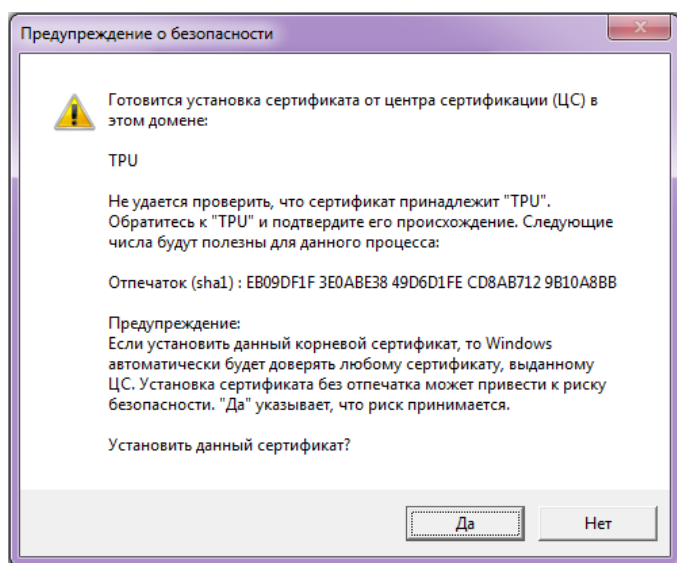 Предупреждение о безопасности
Готовится установка сертификата от центра сертификации (ЦС) в
этом домене:
TPU
Не удается проверить, что сертификат принадлежит "TPU".
Обратитесь к "TPU" и подтвердите его происхождение. Следующие
числа будут полезны для данного процесса:
Отпечаток (sha1) : EB09DF1F 3E0ABE38 49D6D1FE CD8AB712 9B10A8BB
Предупреждение:
Если установить данный корневой сертификат, то Windows
автоматически будет доверять любому сертификату, выданному
ЦС. Установка сертификата без отпечатка может привести к риску
безопасности. "Да" указывает, что риск принимается.
Установить данный сертификат?
Да
Нет